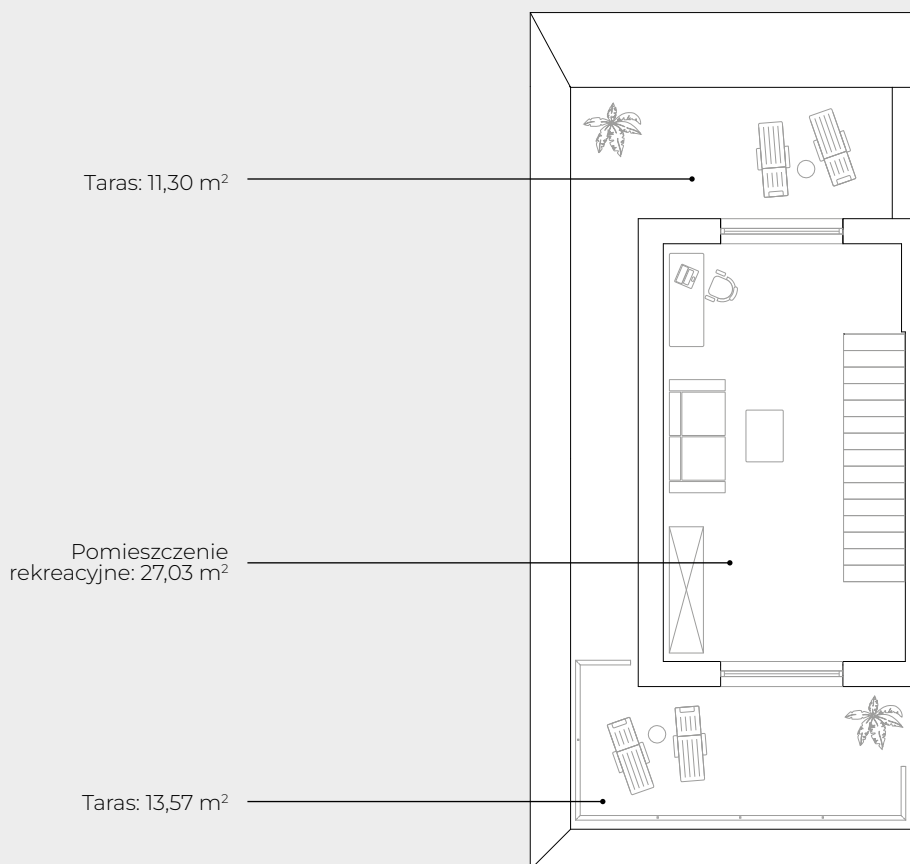 Taras: 11,30 m²
Pomieszczenie
rekreacyjne: 27,03 m²
Taras: 13,57 m²